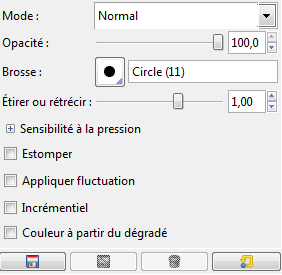 Mode : Normal
Opacité : 100,0
Brosse : Circle (11)
Étirer ou rétrécir : 1,00
Sensibilité à la pression
Estomper
Appliquer fluctuation
Incrémentiel
Couleur à partir du dégradé